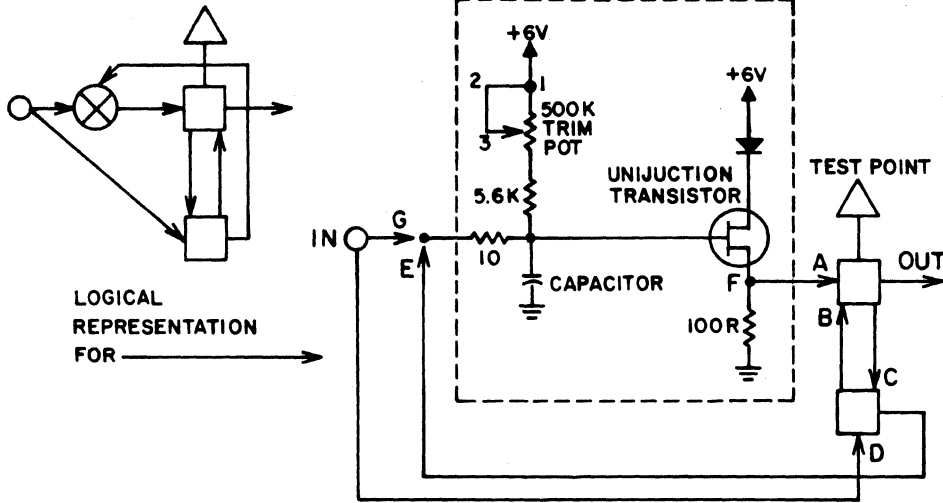 LOGICAL
REPRESENTATION
FOR
+6V
2
1
500K
TRIM
POT
3
5.6K
IN
G
E
10
CAPACITOR
+6V
UNIJUCTION
TRANSISTOR
F
100R
TEST POINT
A
OUT
B
C
D